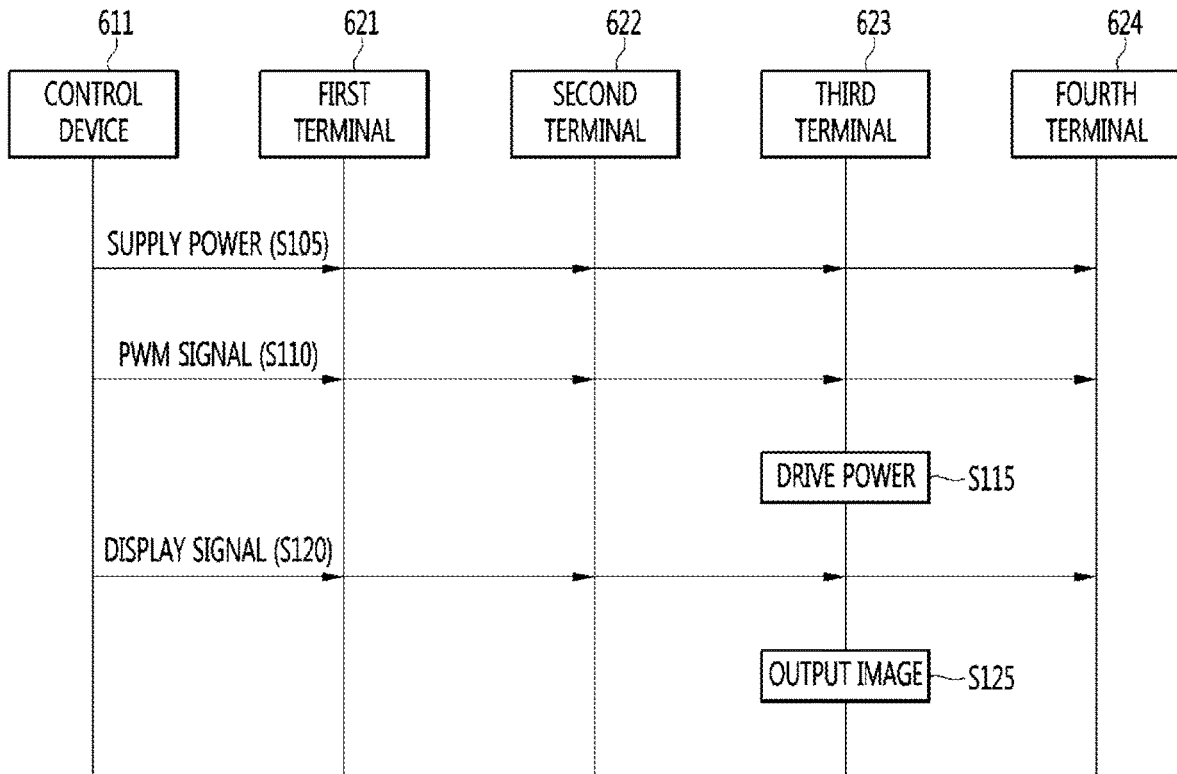 611
621
622
623
624
CONTROL
DEVICE
FIRST
TERMINAL
SECOND
TERMINAL
THIRD
TERMINAL
FOURTH
TERMINAL
SUPPLY POWER (S105)
PWM SIGNAL (S110)
DRIVE POWER
S115
DISPLAY SIGNAL (S120)
OUTPUT IMAGE
S125